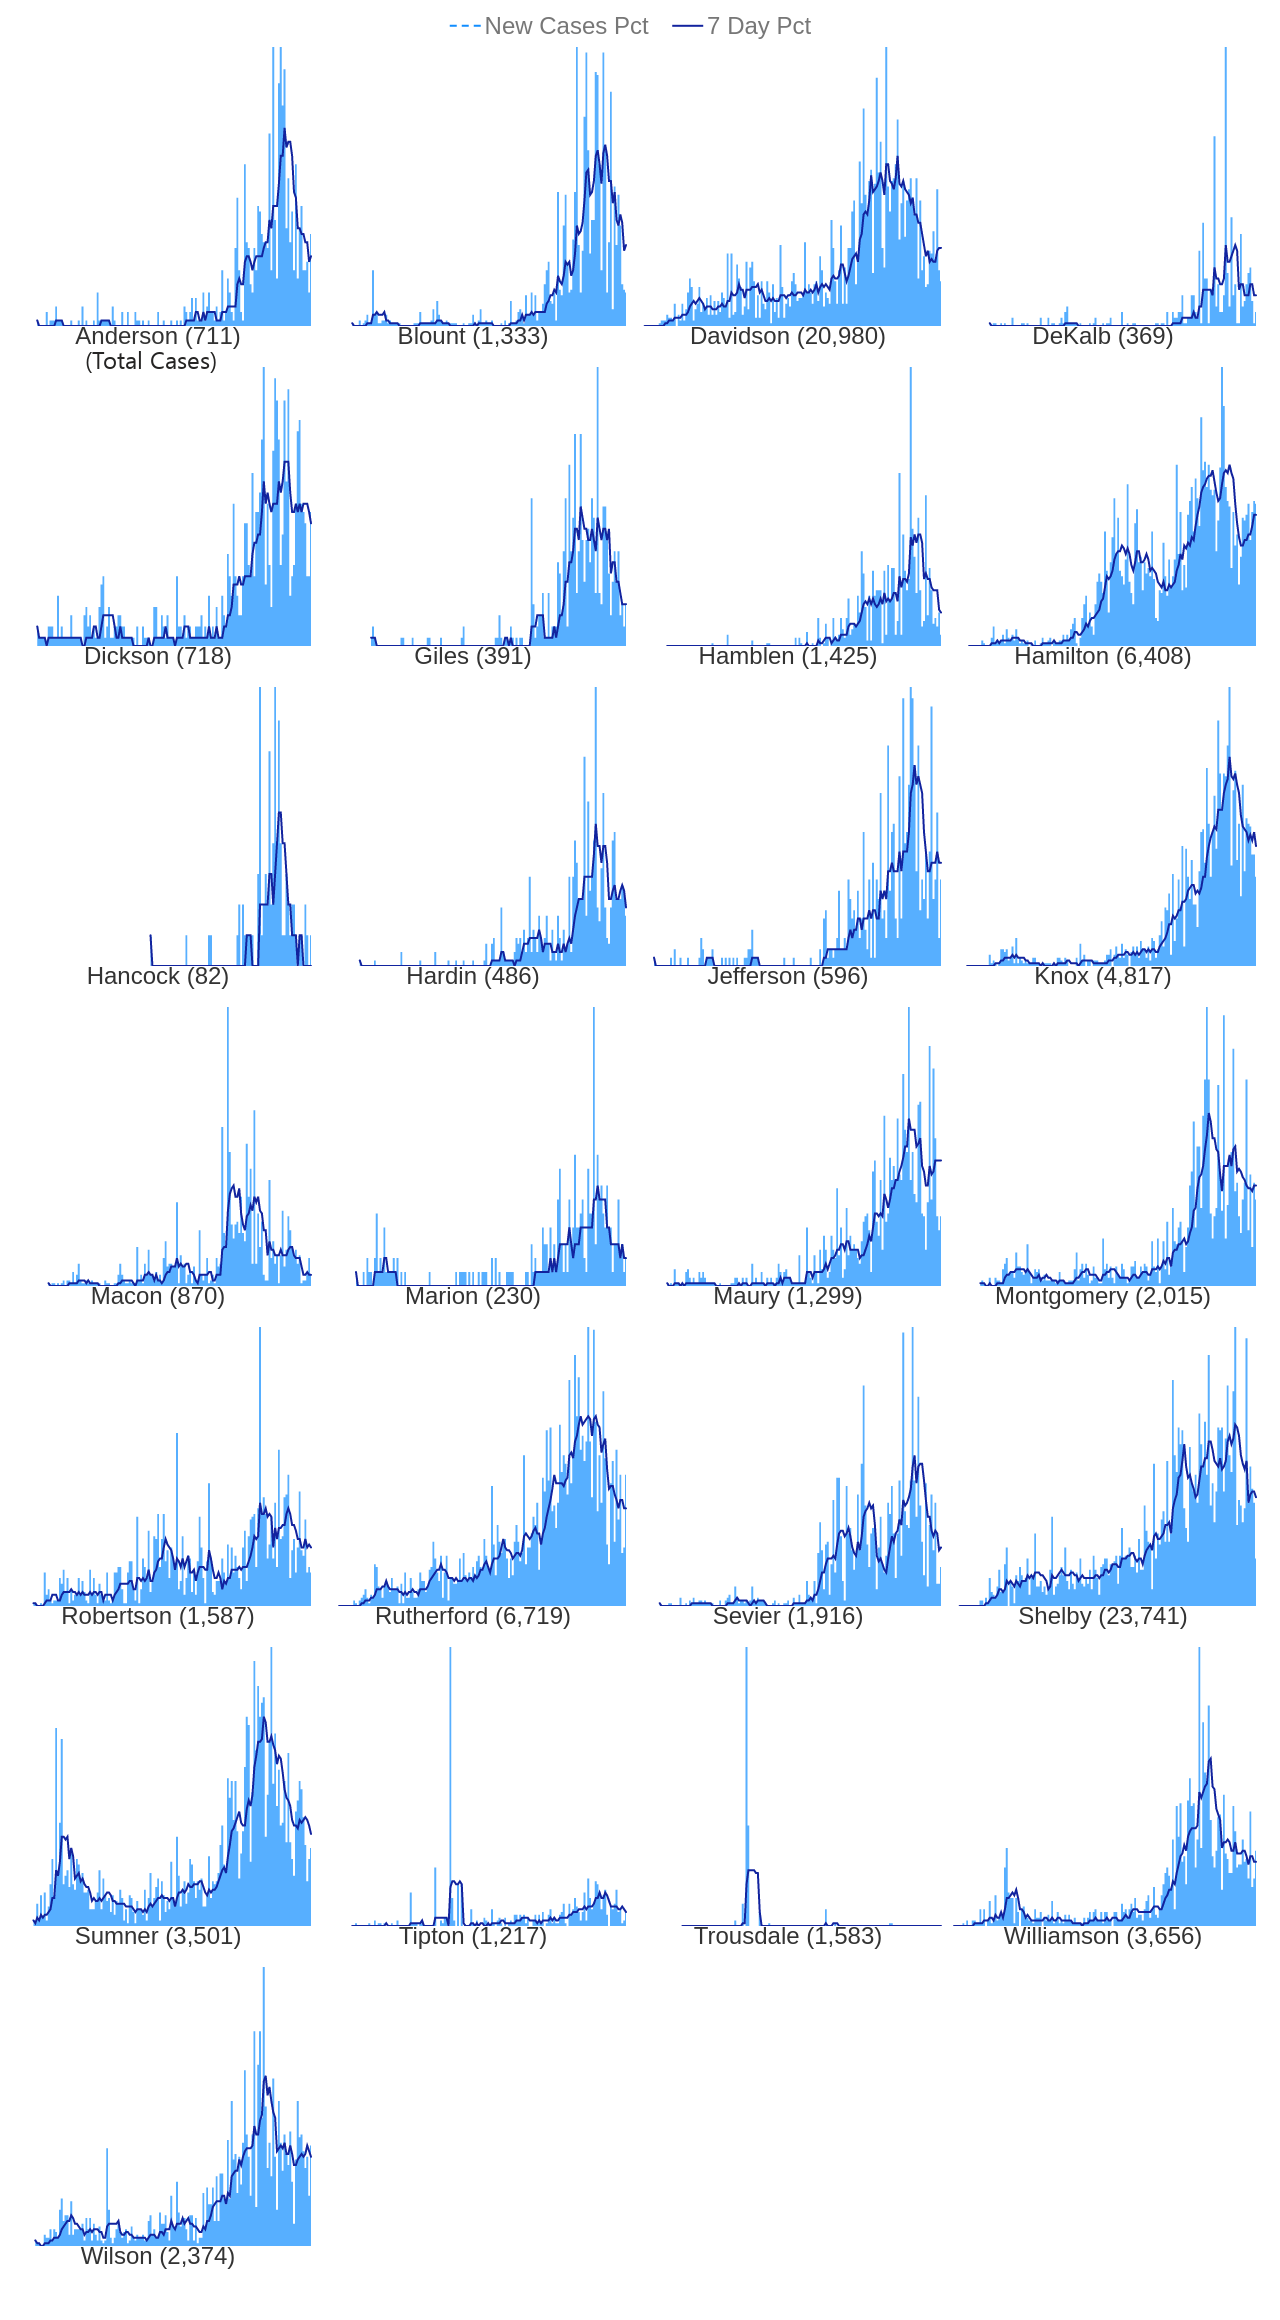 New Cases Pct 7 Day Pct
Anderson (711) Blount (1,333) Davidson (20,980) DeKalb (369)
(Total Cases)
Dickson (718) Giles (391) Hamblen (1,425) Hamilton (6,408)
Hancock (82) Hardin (486) Jefferson (596) Knox (4,817)
Macon (870) Marion (230) Maury (1,299) Montgomery (2,015)
Robertson (1,587) Rutherford (6,719) Sevier (1,916) Shelby (23,741)
Sumner (3,501) Tipton (1,217) Trousdale (1,583) Williamson (3,656)
Wilson (2,374)